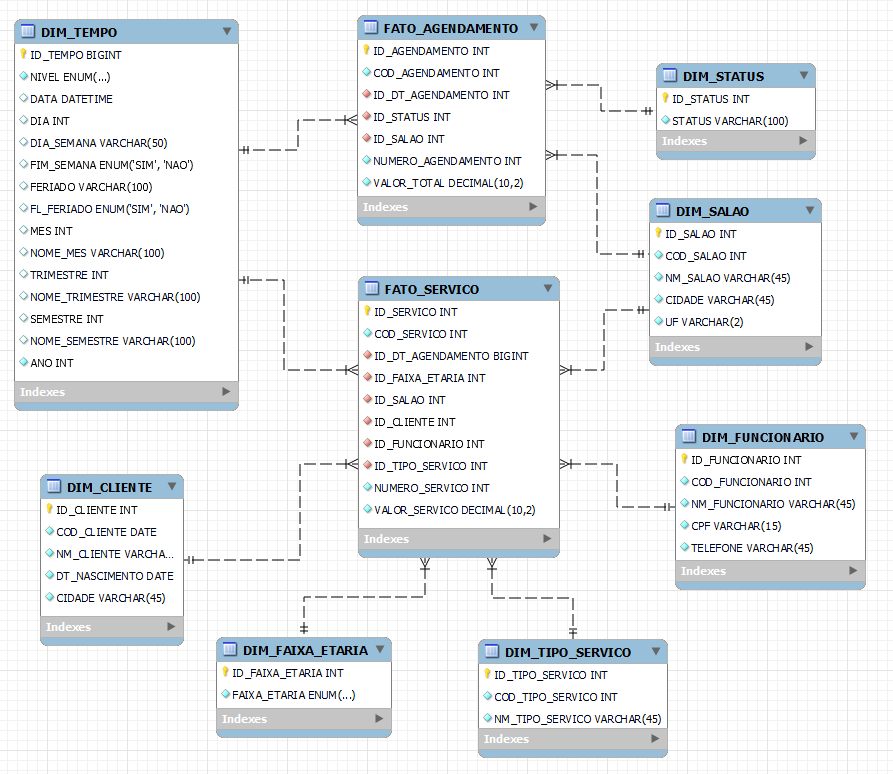 DIM_TEMPO
ID_TEMPO BIGINT
NIVEL ENUM(...)
DATA DATETIME
DIA INT
DIA_SEMANA VARCHAR(50)
FIM_SEMANA ENUM('SIM', 'NAO')
FERIADO VARCHAR(100)
FL_FERIADO ENUM('SIM', 'NAO')
MES INT
NOME_MES VARCHAR(100)
TRIMESTRE INT
NOME_TRIMESTRE VARCHAR(100)
SEMESTRE INT
NOME_SEMESTRE VARCHAR(100)
ANO INT
Indexes
FATO_AGENDAMENTO
ID_AGENDAMENTO INT
COD_AGENDAMENTO INT
ID_DT_AGENDAMENTO INT
ID_STATUS INT
ID_SALAO INT
NUMERO_AGENDAMENTO INT
VALOR_TOTAL DECIMAL(10,2)
Indexes
DIM_STATUS
ID_STATUS INT
STATUS VARCHAR(100)
Indexes
DIM_SALAO
ID_SALAO INT
COD_SALAO INT
NM_SALAO VARCHAR(45)
CIDADE VARCHAR(45)
UF VARCHAR(2)
Indexes
FATO_SERVICO
ID_SERVICO INT
COD_SERVICO INT
ID_DT_AGENDAMENTO BIGINT
ID_FAIXA_ETARIA INT
ID_SALAO INT
ID_CLIENTE INT
ID_FUNCIONARIO INT
ID_TIPO_SERVICO INT
NUMERO_SERVICO INT
VALOR_SERVICO DECIMAL(10,2)
Indexes
DIM_FUNCIONARIO
ID_FUNCIONARIO INT
COD_FUNCIONARIO INT
NM_FUNCIONARIO VARCHAR(45)
CPF VARCHAR(15)
TELEFONE VARCHAR(45)
Indexes
DIM_CLIENTE
ID_CLIENTE INT
COD_CLIENTE DATE
NM_CLIENTE VARCHA...
DT_NASCIMENTO DATE
CIDADE VARCHAR(45)
Indexes
DIM_FAIXA_ETARIA
ID_FAIXA_ETARIA INT
FAIXA_ETARIA ENUM(...)
Indexes
DIM_TIPO_SERVICO
ID_TIPO_SERVICO INT
COD_TIPO_SERVICO INT
NM_TIPO_SERVICO VARCHAR(45)
Indexes